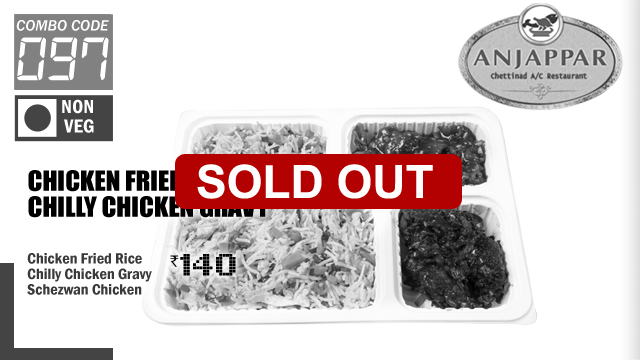 COMBO CODE
097
NON
VEG
ANJAPPAR
Chettinad A/C Restaurant
CHICKEN FRIED
SOLD OUT
CHILLY CHICKEN GRAVY
Chicken Fried Rice
Chilly Chicken Gravy
Schezwan Chicken
₹140